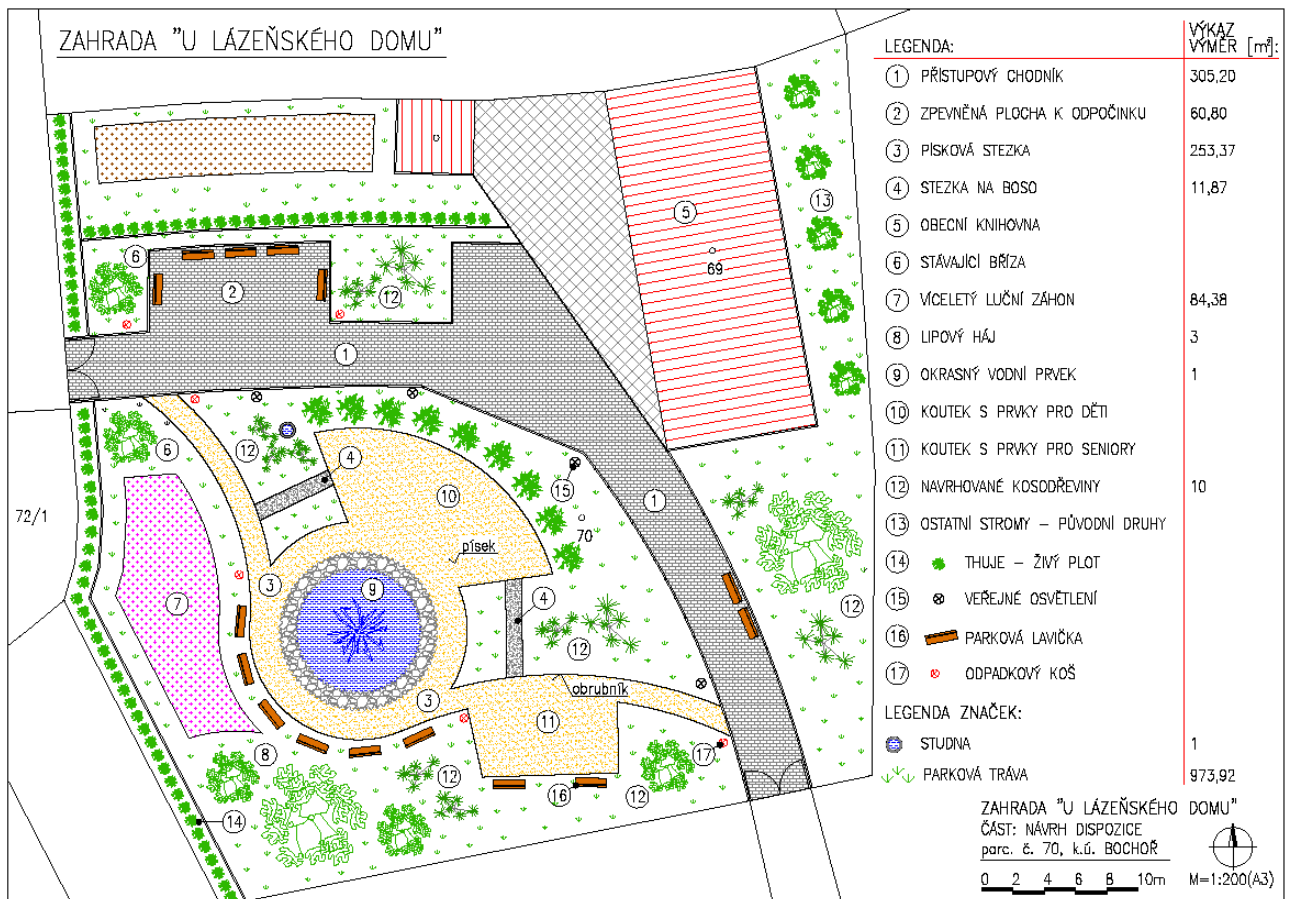 ZAHRADA "U LÁZEŇSKÉHO DOMU"
LEGENDA:
VÝKAZ
VÝMĚR [m²]:
1 PŘÍSTUPOVÝ CHODNÍK 305,20
2 ZPEVNĚNÁ PLOCHA K ODPOČINKU 60,80
3 PÍSKOVÁ STEZKA 253,37
4 STEZKA NA BOSO 11,87
5 OBECNÍ KNIHOVNA
6 STÁVAJÍCÍ BŘÍZA
7 VÍCELETÝ LUČNÍ ZÁHON 84,38
8 LIPOVÝ HÁJ 3
9 OKRASNÝ VODNÍ PRVEK 1
10 KOUTEK S PRVKY PRO DĚTI
11 KOUTEK S PRVKY PRO SENIORY
12 NAVRHOVANÉ KOSODŘEVINY 10
13 OSTATNÍ STROMY – PŮVODNÍ DRUHY
14 THUJE – ŽIVÝ PLOT
15 VEŘEJNÉ OSVĚTLENÍ
16 PARKOVÁ LAVIČKA
17 ODPADKOVÝ KOŠ
LEGENDA ZNAČEK:
STUDNA 1
PARKOVÁ TRÁVA 973,92
ZAHRADA "U LÁZEŇSKÉHO DOMU"
ČÁST: NÁVRH DISPOZICE
parc. č. 70, k.ú. BOCHOŘ
0 2 4 6 8 10m M=1:200(A3)
13
5
6
69
2
12
1
6
12
4
10
15
1
70
72/1
písek
3
9
7
4
12
12
obrubník
3
11
8
17
12
16
12
14